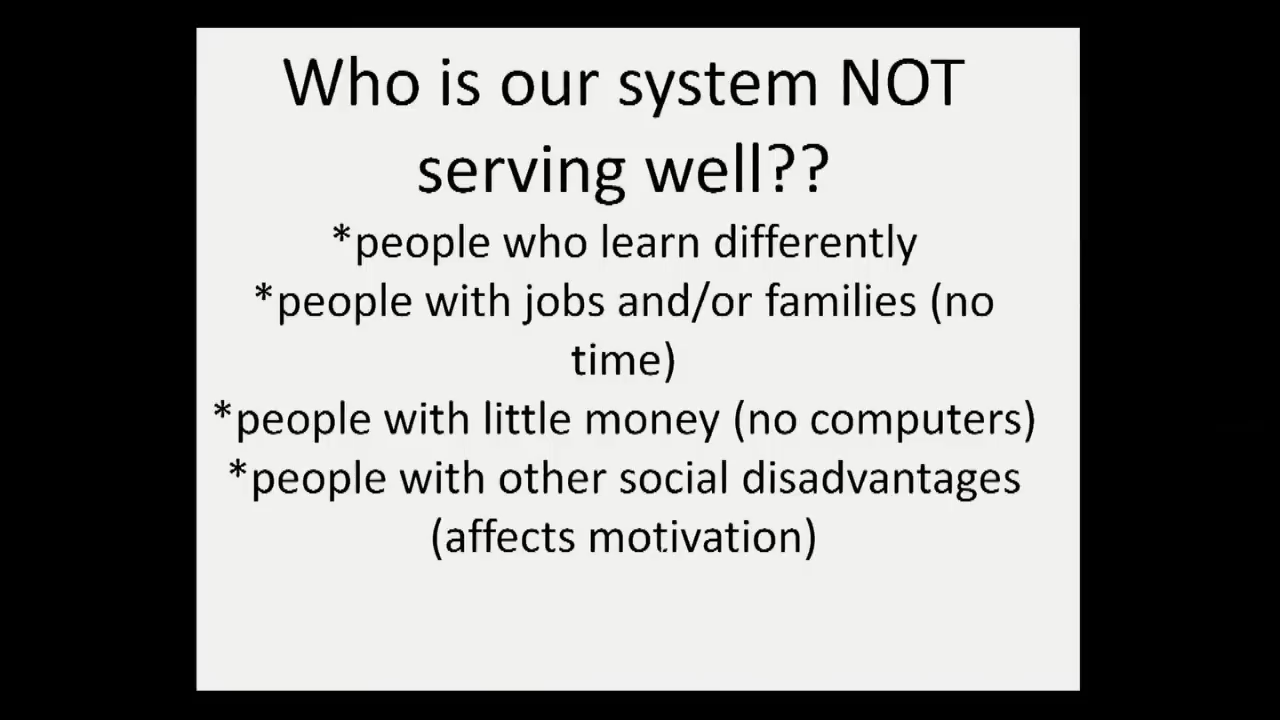 Who is our system NOT
serving well??
*people who learn differently
*people with jobs and/or families (no
time)
*people with little money (no computers)
*people with other social disadvantages
(affects motivation)